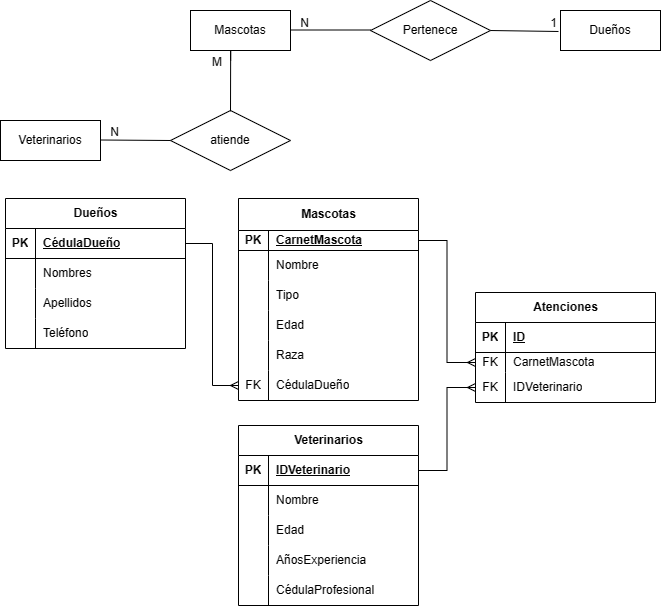 Mascotas
N
Pertenece
1
Dueños
M
Veterinarios
N
atiende
Dueños
PK CédulaDueño
Nombres
Apellidos
Teléfono
Mascotas
PK CarnetMascota
Nombre
Tipo
Edad
Raza
FK CédulaDueño
Atenciones
PK ID
FK CarnetMascota
FK IDVeterinario
Veterinarios
PK IDVeterinario
Nombre
Edad
AñosExperiencia
CédulaProfesional